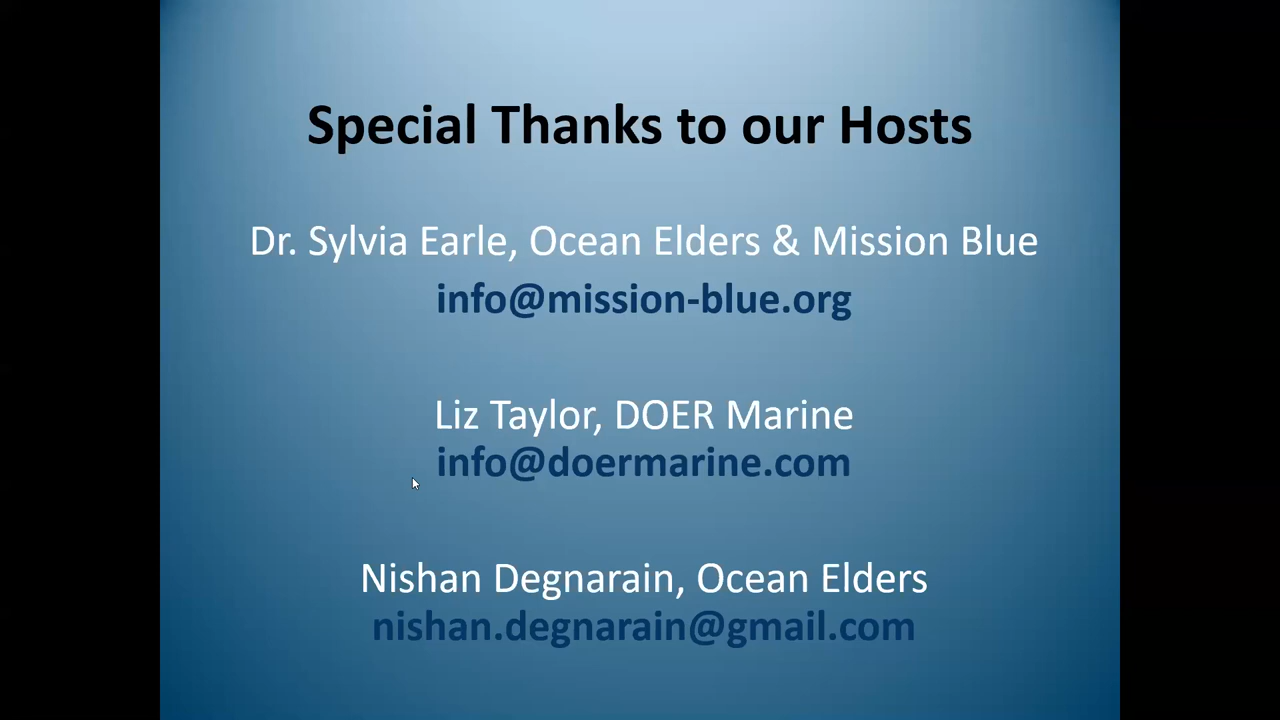 Special Thanks to our Hosts
Dr. Sylvia Earle, Ocean Elders & Mission Blue
info@mission-blue.org
Liz Taylor, DOER Marine
info@doermarine.com
Nishan Degnarain, Ocean Elders
nishan.degnarain@gmail.com